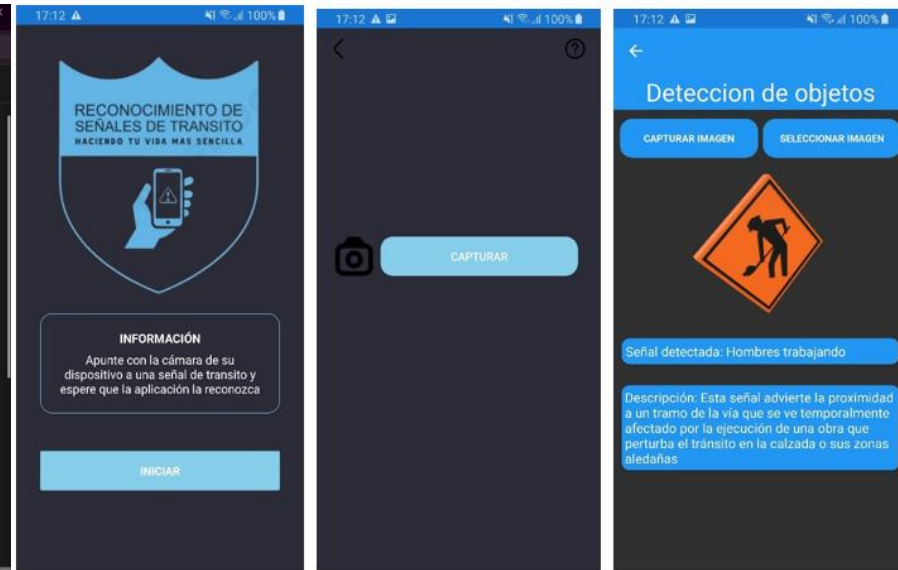 17:12
100%
RECONOCIMIENTO DE
SEÑALES DE TRANSITO
HACIENDO TU VIDA MAS SENCILLA
INFORMACIÓN
Apunte con la cámara de su
dispositivo a una señal de transito y
espere que la aplicación la reconozca
INICIAR
17:12
100%
CAPTURAR
17:12
100%
Deteccion de objetos
CAPTURAR IMAGEN
SELECCIONAR IMAGEN
Señal detectada: Hombres trabajando
Descripción: Esta señal advierte la proximidad
a un tramo de la vía que se ve temporalmente
afectado por la ejecución de una obra que
perturba el tránsito en la calzada o sus zonas
aledañas